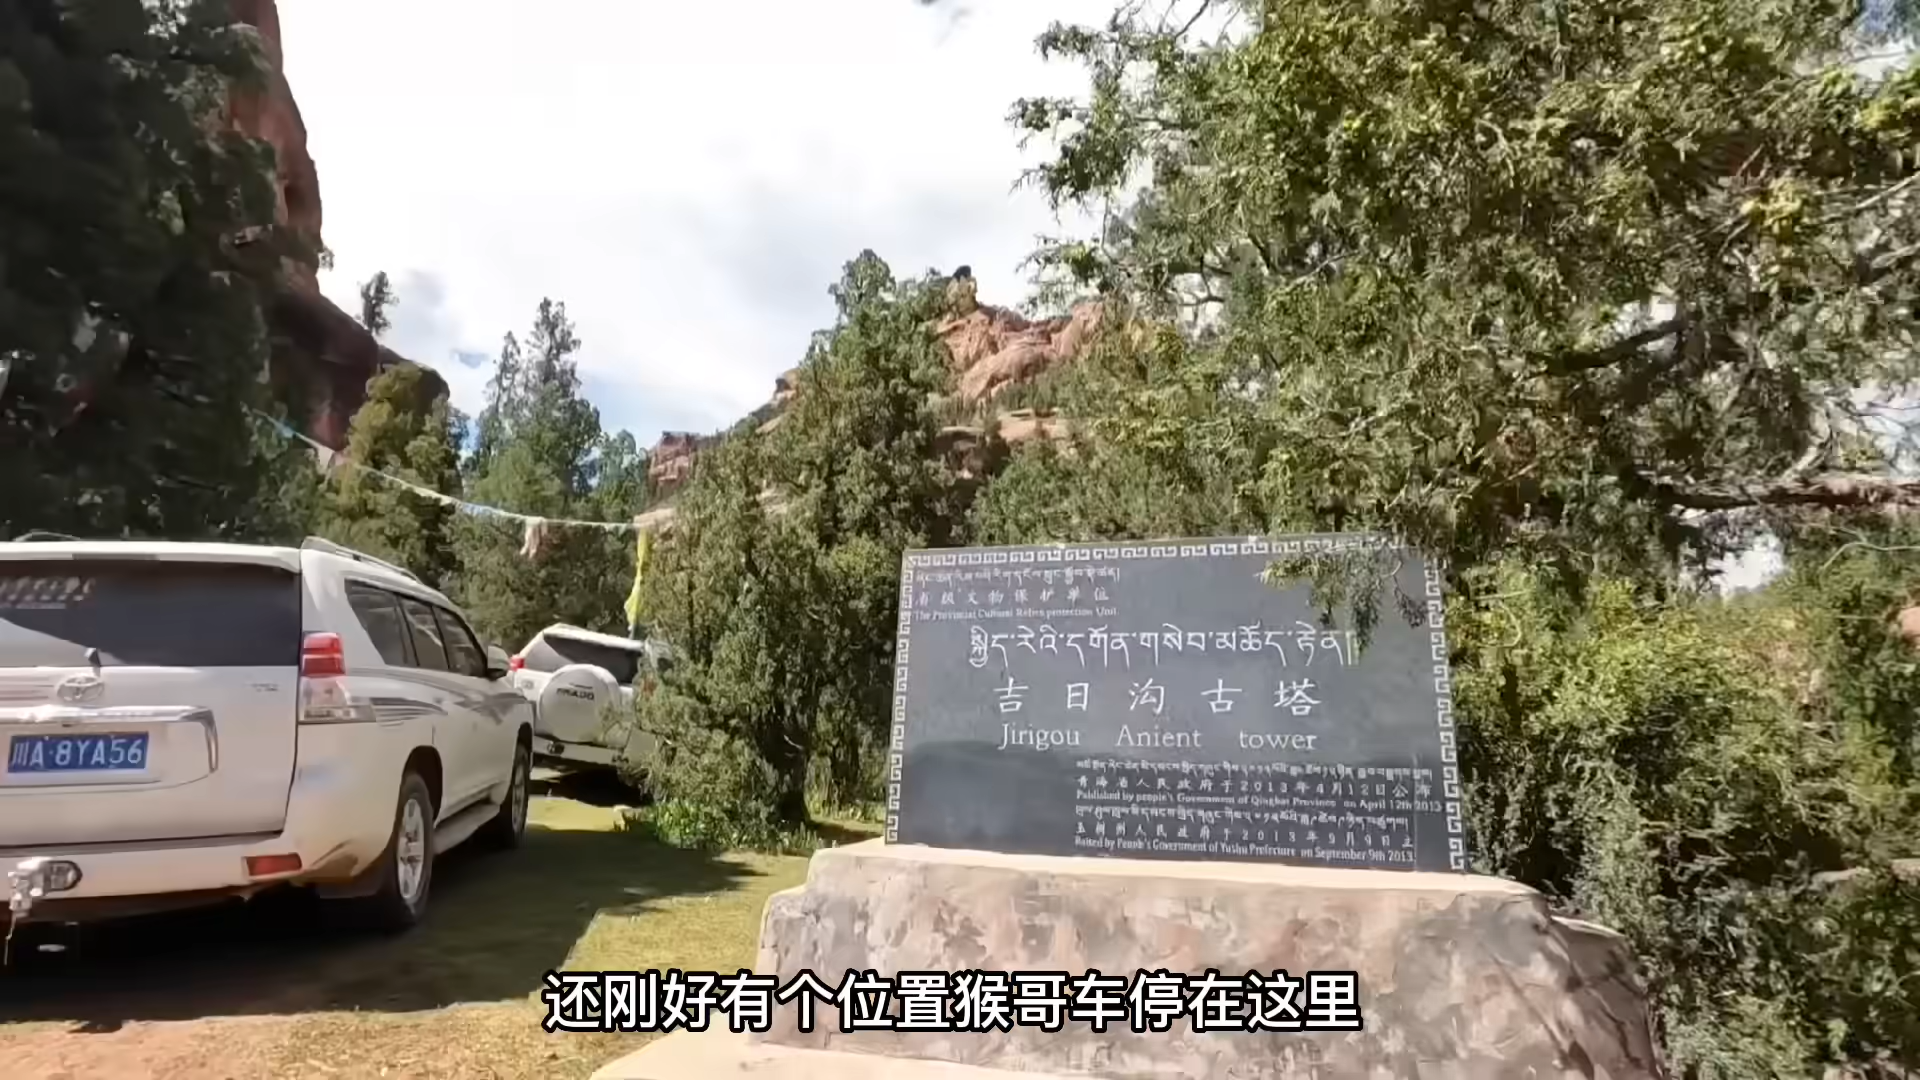 省级文物保护单位
The Provincial Cultural Relics protection Unit
སྐྱིད་རེའི་དགོན་གསེབ་མཆོད་རྟེན།
吉日沟古塔
Jirigou Anient tower
青海省人民政府于2013年4月12日公布
Published by people's Government of Qinghai Province on April 12th 2013
玉树州人民政府于2013年9月9日立
Raised by People's Government of Yushu Prefecture on September 9th 2013
川A·8YA56
PRADO
还刚好有个位置猴哥车停在这里